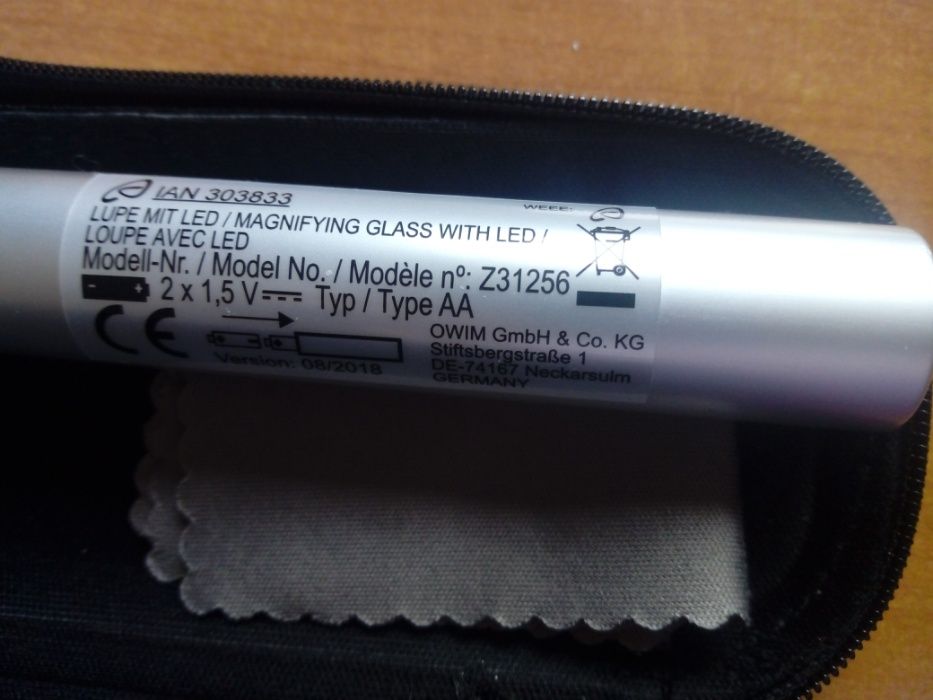 IAN 303833
WEEE:
LUPE MIT LED / MAGNIFYING GLASS WITH LED /
LOUPE AVEC LED
Modell-Nr. / Model No. / Modèle nº: Z31256
- + 2 x 1,5 V Typ / Type AA
CE
OWIM GmbH & Co. KG
Stiftsbergstraße 1
DE-74167 Neckarsulm
GERMANY
Version: 08/2018